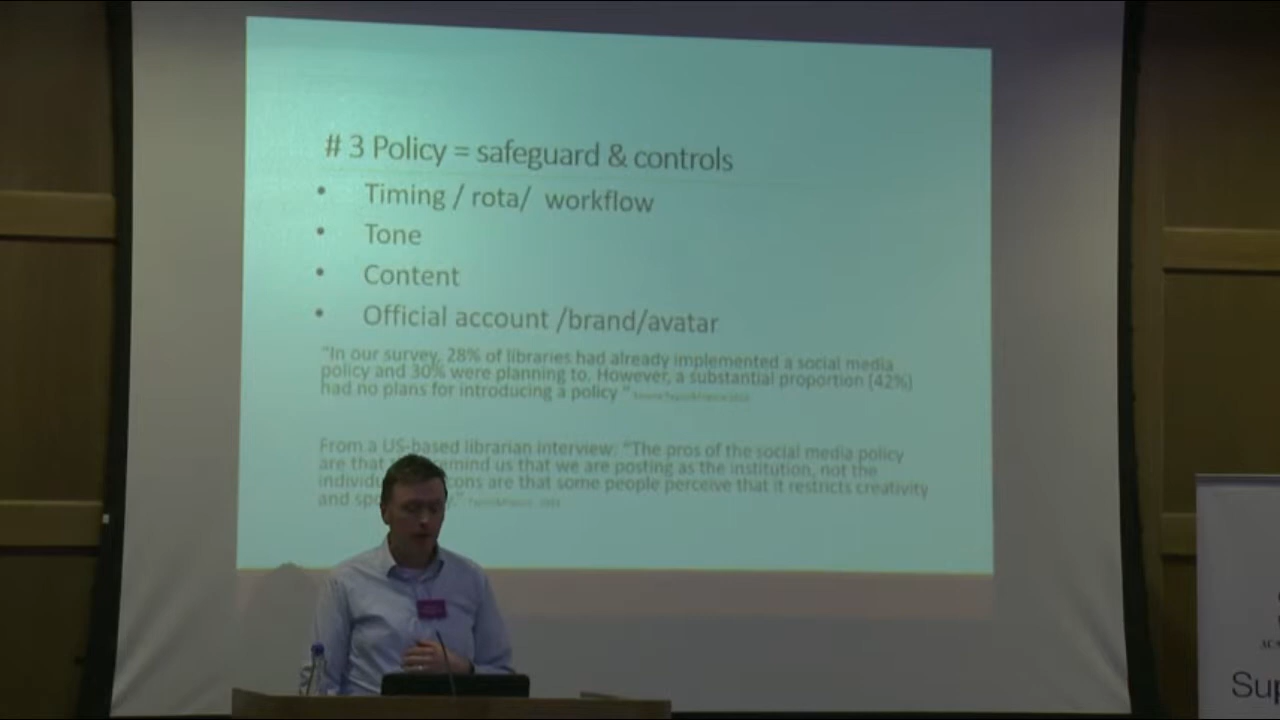 # 3 Policy = safeguard & controls
• Timing / rota/ workflow
• Tone
• Content
• Official account /brand/avatar
"In our survey, 28% of libraries had already implemented a social media
policy and 30% were planning to. However, a substantial proportion (42%)
had no plans for introducing a policy "
From a US-based librarian interview: "The pros of the social media policy
are that remind us that we are posting as the institution, not the
cons are that some people perceive that it restricts creativity
and
Sup